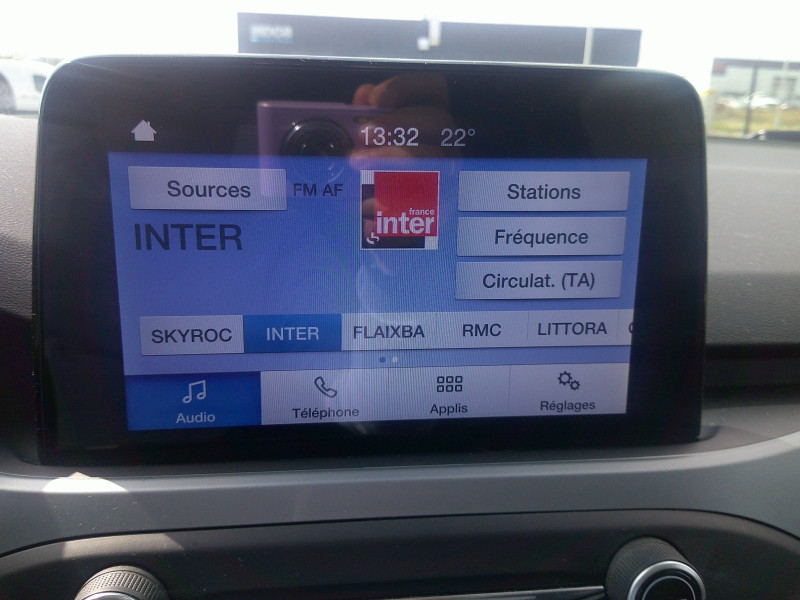 13:32 22°
Sources FM AF france inter Stations
INTER Fréquence
Circulat. (TA)
SKYROC INTER FLAIXBA RMC LITTORA
Audio Téléphone Applis Réglages